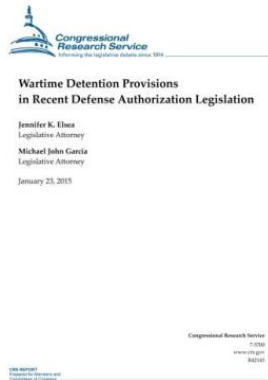 Congressional
Research Service
Informing the legislative debate since 1914
Wartime Detention Provisions
in Recent Defense Authorization Legislation
Jennifer K. Elsea
Legislative Attorney
Michael John Garcia
Legislative Attorney
January 23, 2015
Congressional Research Service
7-5700
www.crs.gov
R42143
CRS REPORT
Prepared for Members and
Committees of Congress